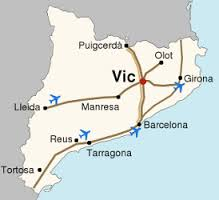 Puigcerdà
Olot
Vic
Girona
Lleida
Manresa
Barcelona
Reus
Tarragona
Tortosa